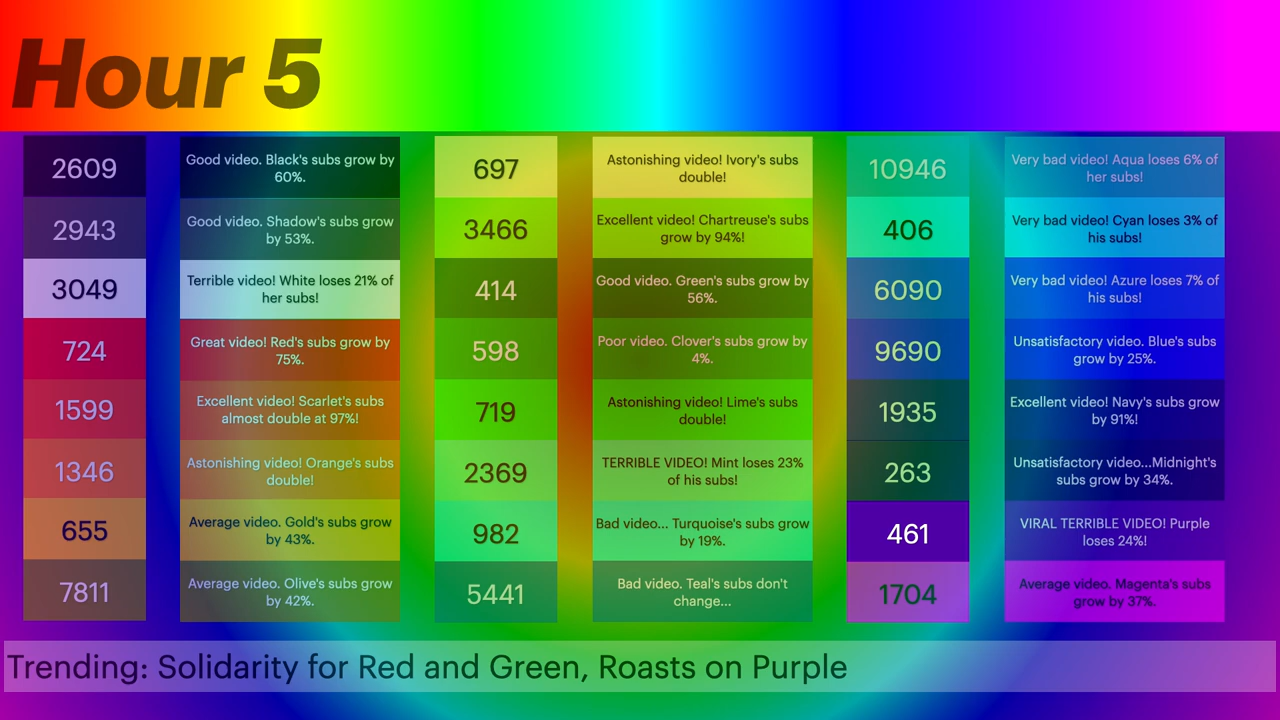 Hour 5
2609
Good video. Black's subs grow by
60%.
2943
Good video. Shadow's subs grow
by 53%.
3049
Terrible video! White loses 21% of
her subs!
724
Great video! Red's subs grow by
75%.
1599
Excellent video! Scarlet's subs
almost double at 97%!
1346
Astonishing video! Orange's subs
double!
655
Average video. Gold's subs grow
by 43%.
7811
Average video. Olive's subs grow
by 42%.
697
Astonishing video! Ivory's subs
double!
3466
Excellent video! Chartreuse's subs
grow by 94%!
414
Good video. Green's subs grow by
56%.
598
Poor video. Clover's subs grow by
4%.
719
Astonishing video! Lime's subs
double!
2369
TERRIBLE VIDEO! Mint loses 23%
of his subs!
982
Bad video... Turquoise's subs grow
by 19%.
5441
Bad video. Teal's subs don't
change...
10946
Very bad video! Aqua loses 6% of
her subs!
406
Very bad video! Cyan loses 3% of
his subs!
6090
Very bad video! Azure loses 7% of
his subs!
9690
Unsatisfactory video. Blue's subs
grow by 25%.
1935
Excellent video! Navy's subs grow
by 91%!
263
Unsatisfactory video...Midnight's
subs grow by 34%.
461
VIRAL TERRIBLE VIDEO! Purple
loses 24%!
1704
Average video. Magenta's subs
grow by 37%.
Trending: Solidarity for Red and Green, Roasts on Purple